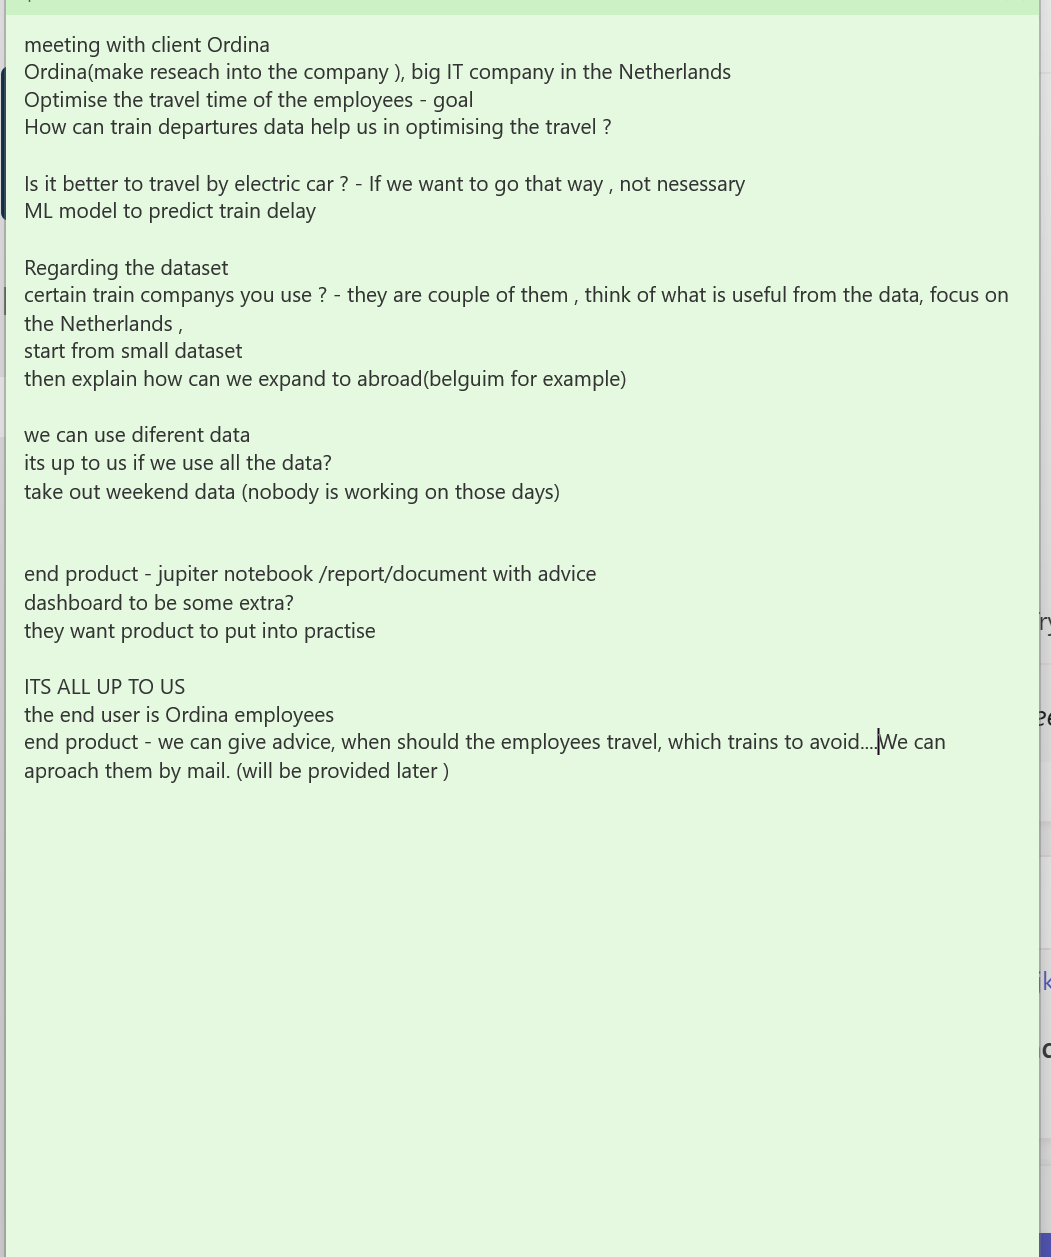 meeting with client Ordina
Ordina(make reseach into the company ), big IT company in the Netherlands
Optimise the travel time of the employees - goal
How can train departures data help us in optimising the travel ?
Is it better to travel by electric car ? - If we want to go that way , not nesessary
ML model to predict train delay
Regarding the dataset
certain train companys you use ? - they are couple of them , think of what is useful from the data, focus on
the Netherlands ,
start from small dataset
then explain how can we expand to abroad(belguim for example)
we can use diferent data
its up to us if we use all the data?
take out weekend data (nobody is working on those days)
end product - jupiter notebook /report/document with advice
dashboard to be some extra?
they want product to put into practise
ITS ALL UP TO US
the end user is Ordina employees
end product - we can give advice, when should the employees travel, which trains to avoid....We can
aproach them by mail. (will be provided later )